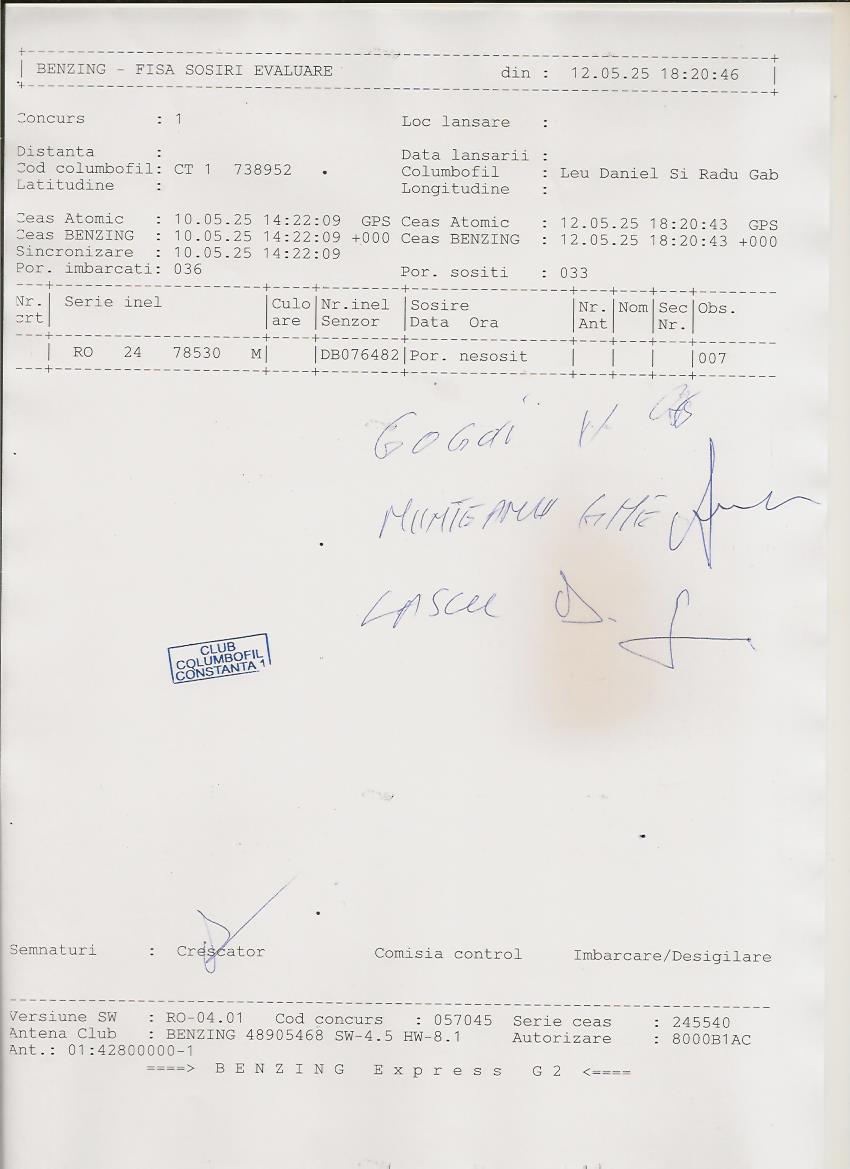 BENZING - FISA SOSIRI EVALUARE din : 12.05.25 18:20:46
Concurs : 1 Loc lansare :
Distanta : Data lansarii :
Cod columbofil: CT 1 738952 Columbofil : Leu Daniel Si Radu Gab
Latitudine : Longitudine :
Ceas Atomic : 10.05.25 14:22:09 GPS Ceas Atomic : 12.05.25 18:20:43 GPS
Ceas BENZING : 10.05.25 14:22:09 +000 Ceas BENZING : 12.05.25 18:20:43 +000
Sincronizare : 10.05.25 14:22:09
Por. imbarcati: 036 Por. sositi : 033
Nr. Serie inel Culo Nr.inel Sosire Nr. Nom Sec Obs.
crt are Senzor Data Ora Ant Nr.
RO 24 78530 M DB076482 Por. nesosit 007
GOGOI
MUNTEANU GHE
LASCU D.
CLUB
COLUMBOFIL
CONSTANTA 1
Semnaturi : Crescator Comisia control Imbarcare/Desigilare
Versiune SW : RO-04.01 Cod concurs : 057045 Serie ceas : 245540
Antena Club : BENZING 48905468 SW-4.5 HW-8.1 Autorizare : 8000B1AC
Ant.: 01:42800000-1
====> B E N Z I N G E x p r e s s G 2 <====